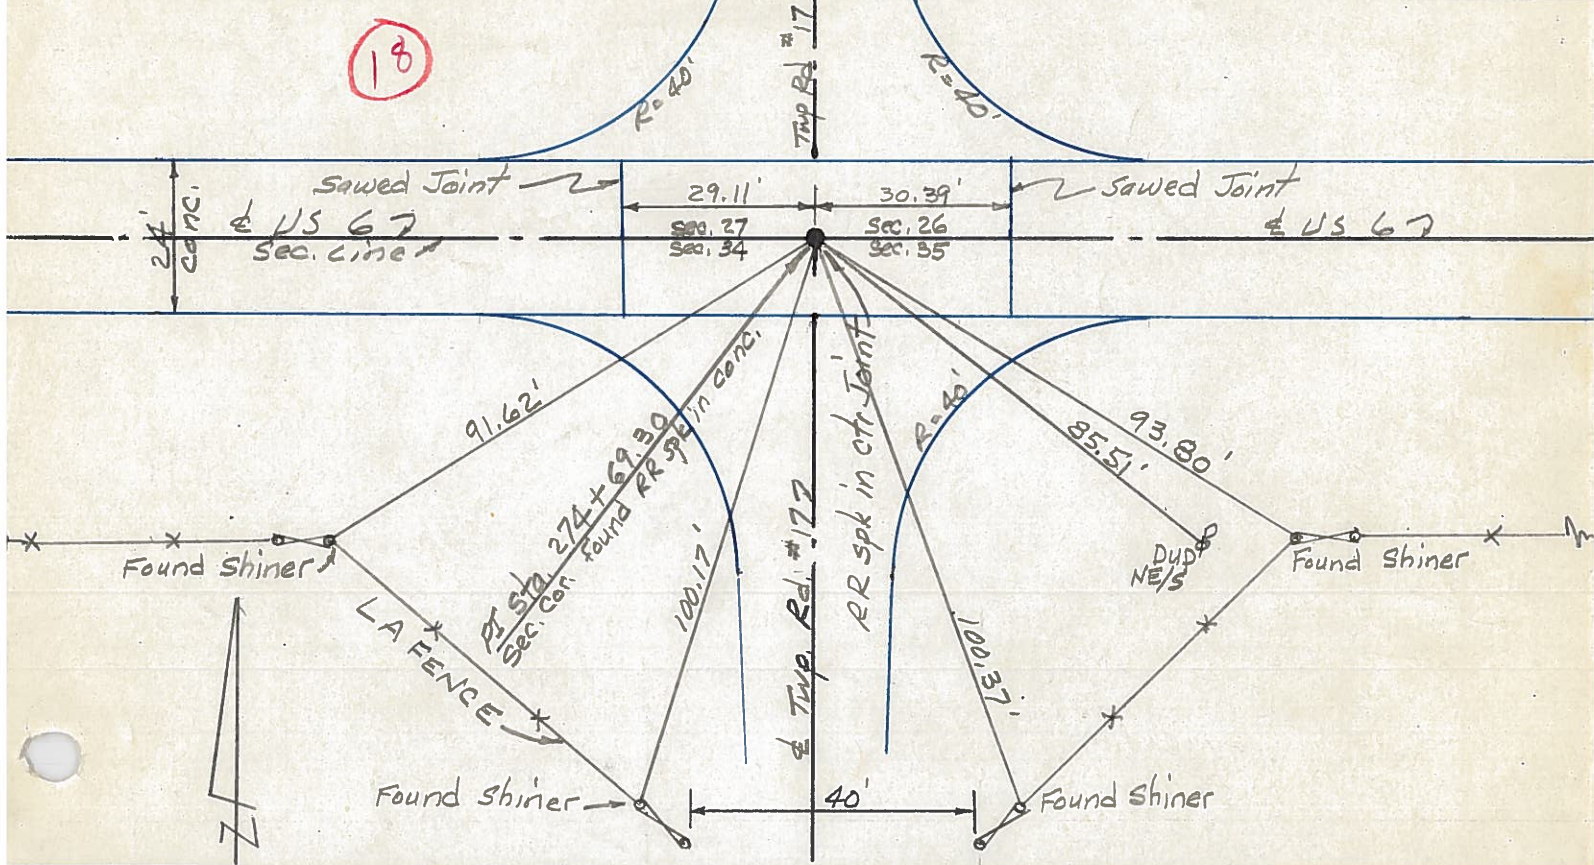 18
R=40'
Twp Rd #17
R=40'
Sawed Joint
29.11'
30.39'
Sawed Joint
24' conc.
℄ US 67
Sec. Line
sec. 27
sec. 34
sec. 26
sec. 35
℄ US 67
91.62'
PI Sta. 274+69.30
Sec. Cor. found RR spk in conc.
100.17'
℄ Twp. Rd. #177
RR spk in ctr. Joint
R=40'
85.51'
93.80'
100.37'
Found Shiner
DUP
NE/S
Found Shiner
LA FENCE
N
Found Shiner
40'
Found Shiner